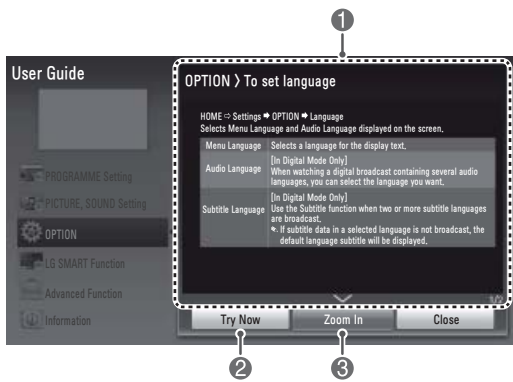 1
User Guide
OPTION > To set language
HOME ⇨ Settings ➡ OPTION ➡ Language
Selects Menu Language and Audio Language displayed on the screen.
Menu Language Selects a language for the display text.
Audio Language [In Digital Mode Only]
When watching a digital broadcast containing several audio
languages, you can select the language you want.
Subtitle Language [In Digital Mode Only]
Use the Subtitle function when two or more subtitle languages
are broadcast.
If subtitle data in a selected language is not broadcast, the
default language subtitle will be displayed.
PROGRAMME Setting
PICTURE, SOUND Setting
OPTION
LG SMART Function
Advanced Function
Information
1/2
Try Now Zoom In Close
2 3